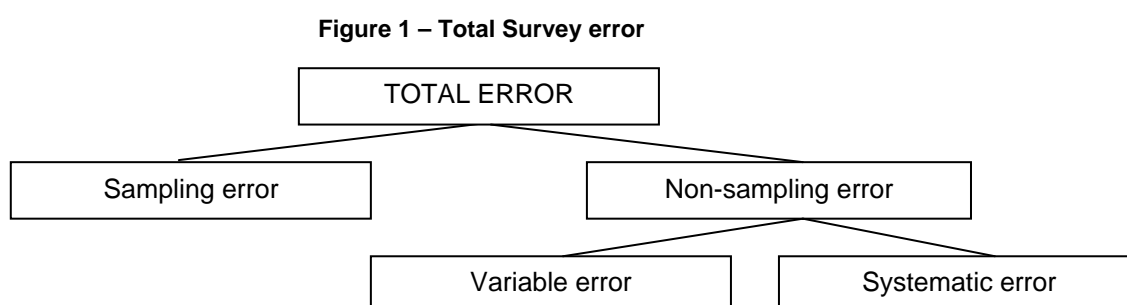 Figure 1 – Total Survey error
TOTAL ERROR
Sampling error
Non-sampling error
Variable error
Systematic error